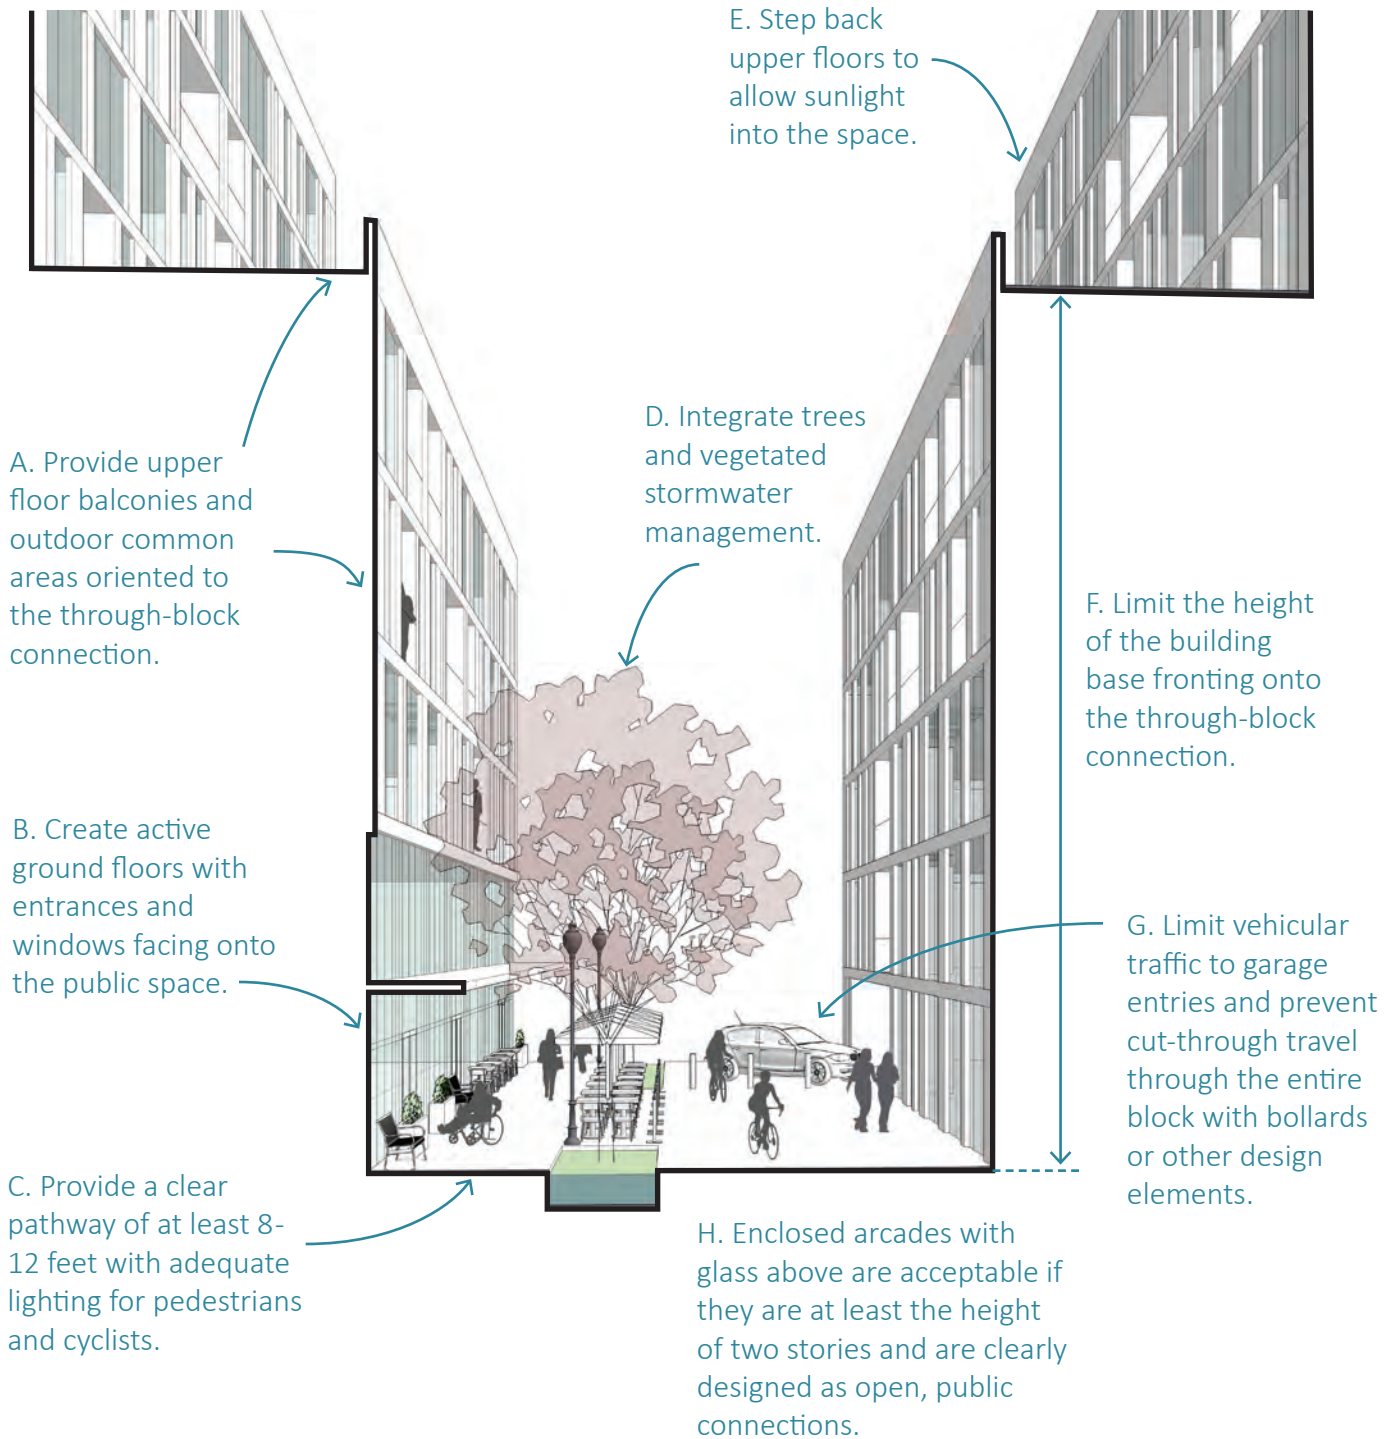 E. Step back
upper floors to
allow sunlight
into the space.
A. Provide upper
floor balconies and
outdoor common
areas oriented to
the through-block
connection.
D. Integrate trees
and vegetated
stormwater
management.
F. Limit the height
of the building
base fronting onto
the through-block
connection.
B. Create active
ground floors with
entrances and
windows facing onto
the public space.
G. Limit vehicular
traffic to garage
entries and prevent
cut-through travel
through the entire
block with bollards
or other design
elements.
C. Provide a clear
pathway of at least 8-
12 feet with adequate
lighting for pedestrians
and cyclists.
H. Enclosed arcades with
glass above are acceptable if
they are at least the height
of two stories and are clearly
designed as open, public
connections.